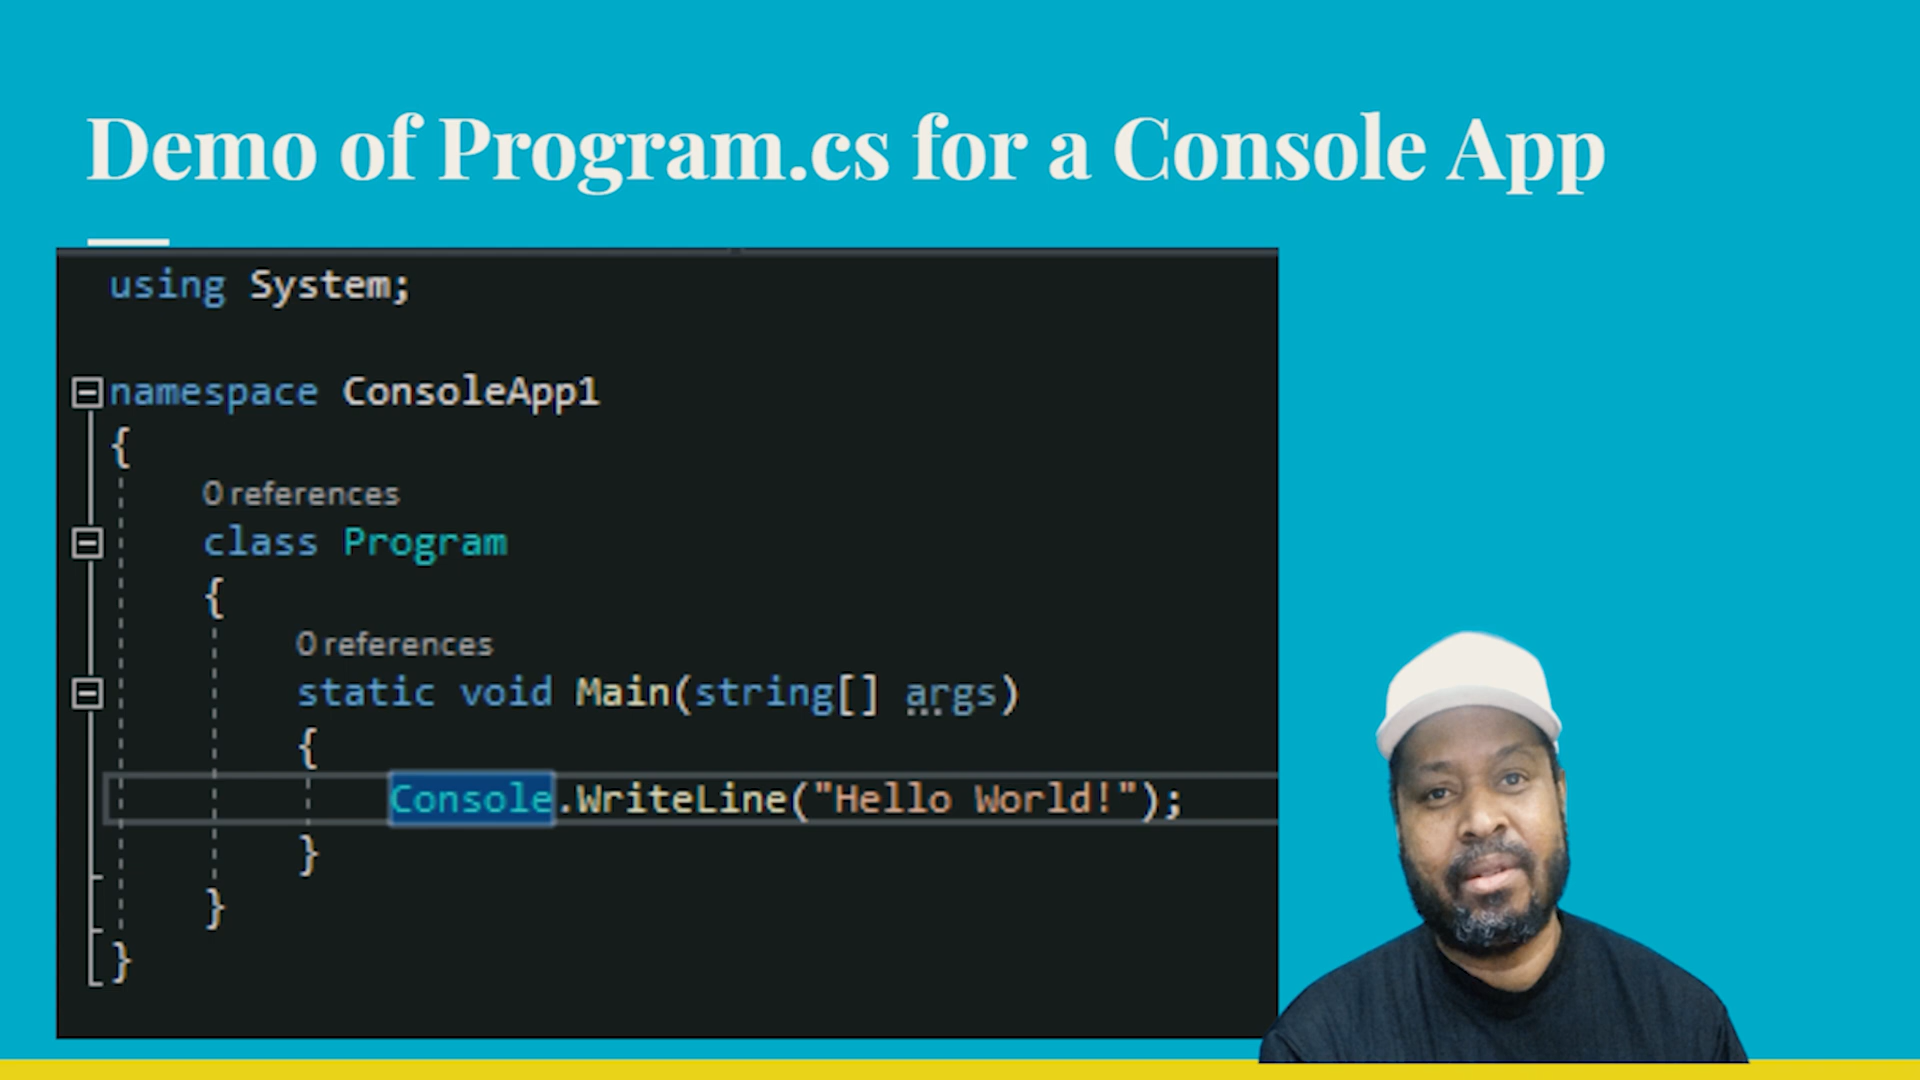 Demo of Program.cs for a Console App
using System;
namespace ConsoleApp1
{
0 references
class Program
{
0 references
static void Main(string[] args)
{
Console.WriteLine("Hello World!");
}
}
}